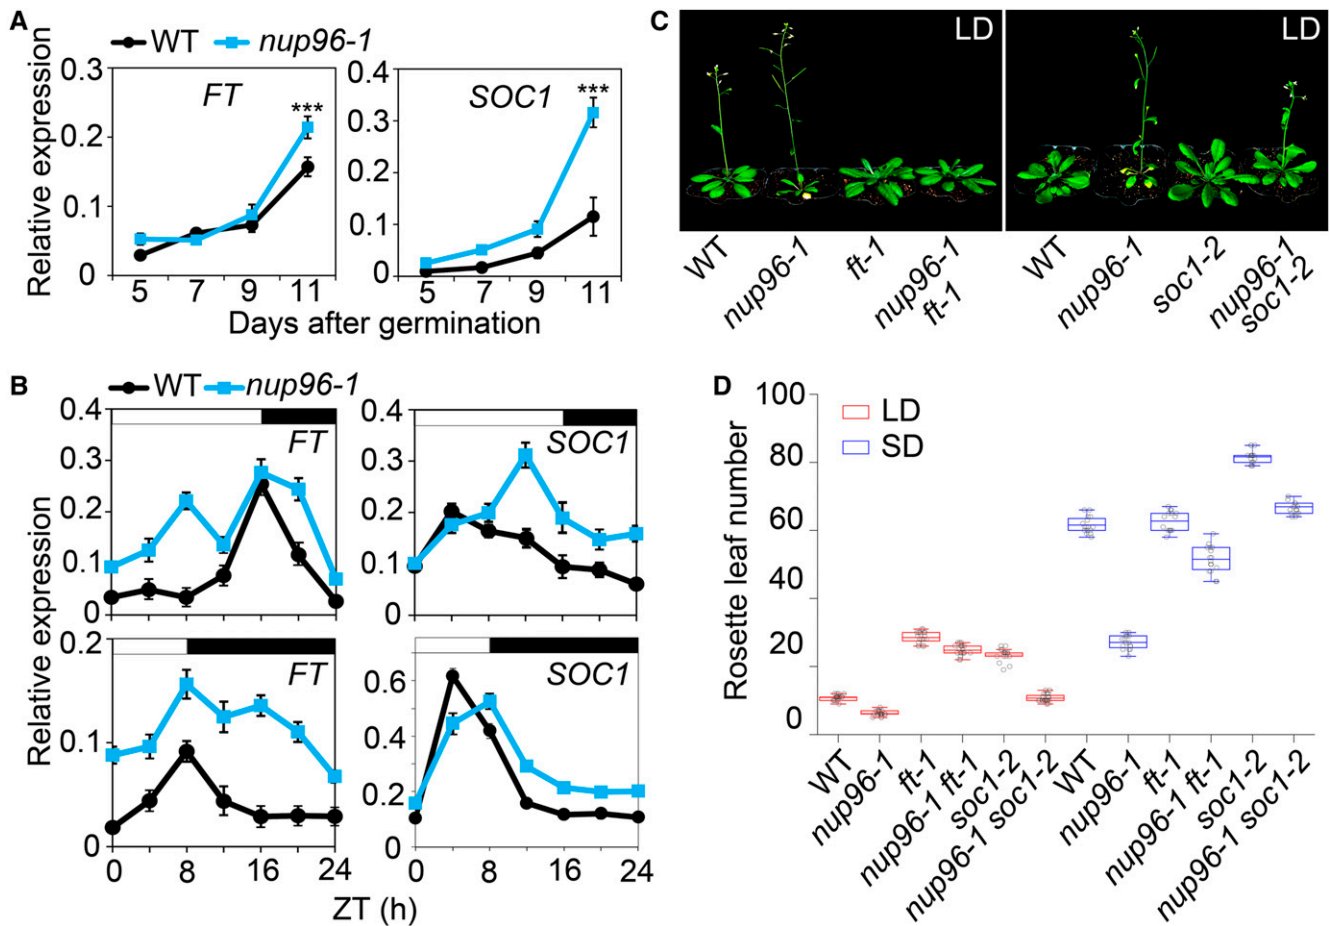 A
WT nup96-1
Relative expression
0.3
0.2
0.1
0
FT
***
5 7 9 11
0.4
0.3
0.2
0.1
0
SOC1
***
5 7 9 11
Days after germination
B
WT nup96-1
Relative expression
0.4
0.3
0.2
0.1
0
FT
0.4
0.3
0.2
0.1
0
SOC1
0.2
0.1
0
FT
0 8 16 24
0.6
0.4
0.2
0
SOC1
0 8 16 24
ZT (h)
C
LD
WT
nup96-1
ft-1
nup96-1
ft-1
LD
WT
nup96-1
soc1-2
nup96-1
soc1-2
D
Rosette leaf number
100
80
60
40
20
0
LD
SD
WT
nup96-1
ft-1
nup96-1 ft-1
soc1-2
nup96-1 soc1-2
WT
nup96-1
ft-1
nup96-1 ft-1
soc1-2
nup96-1 soc1-2